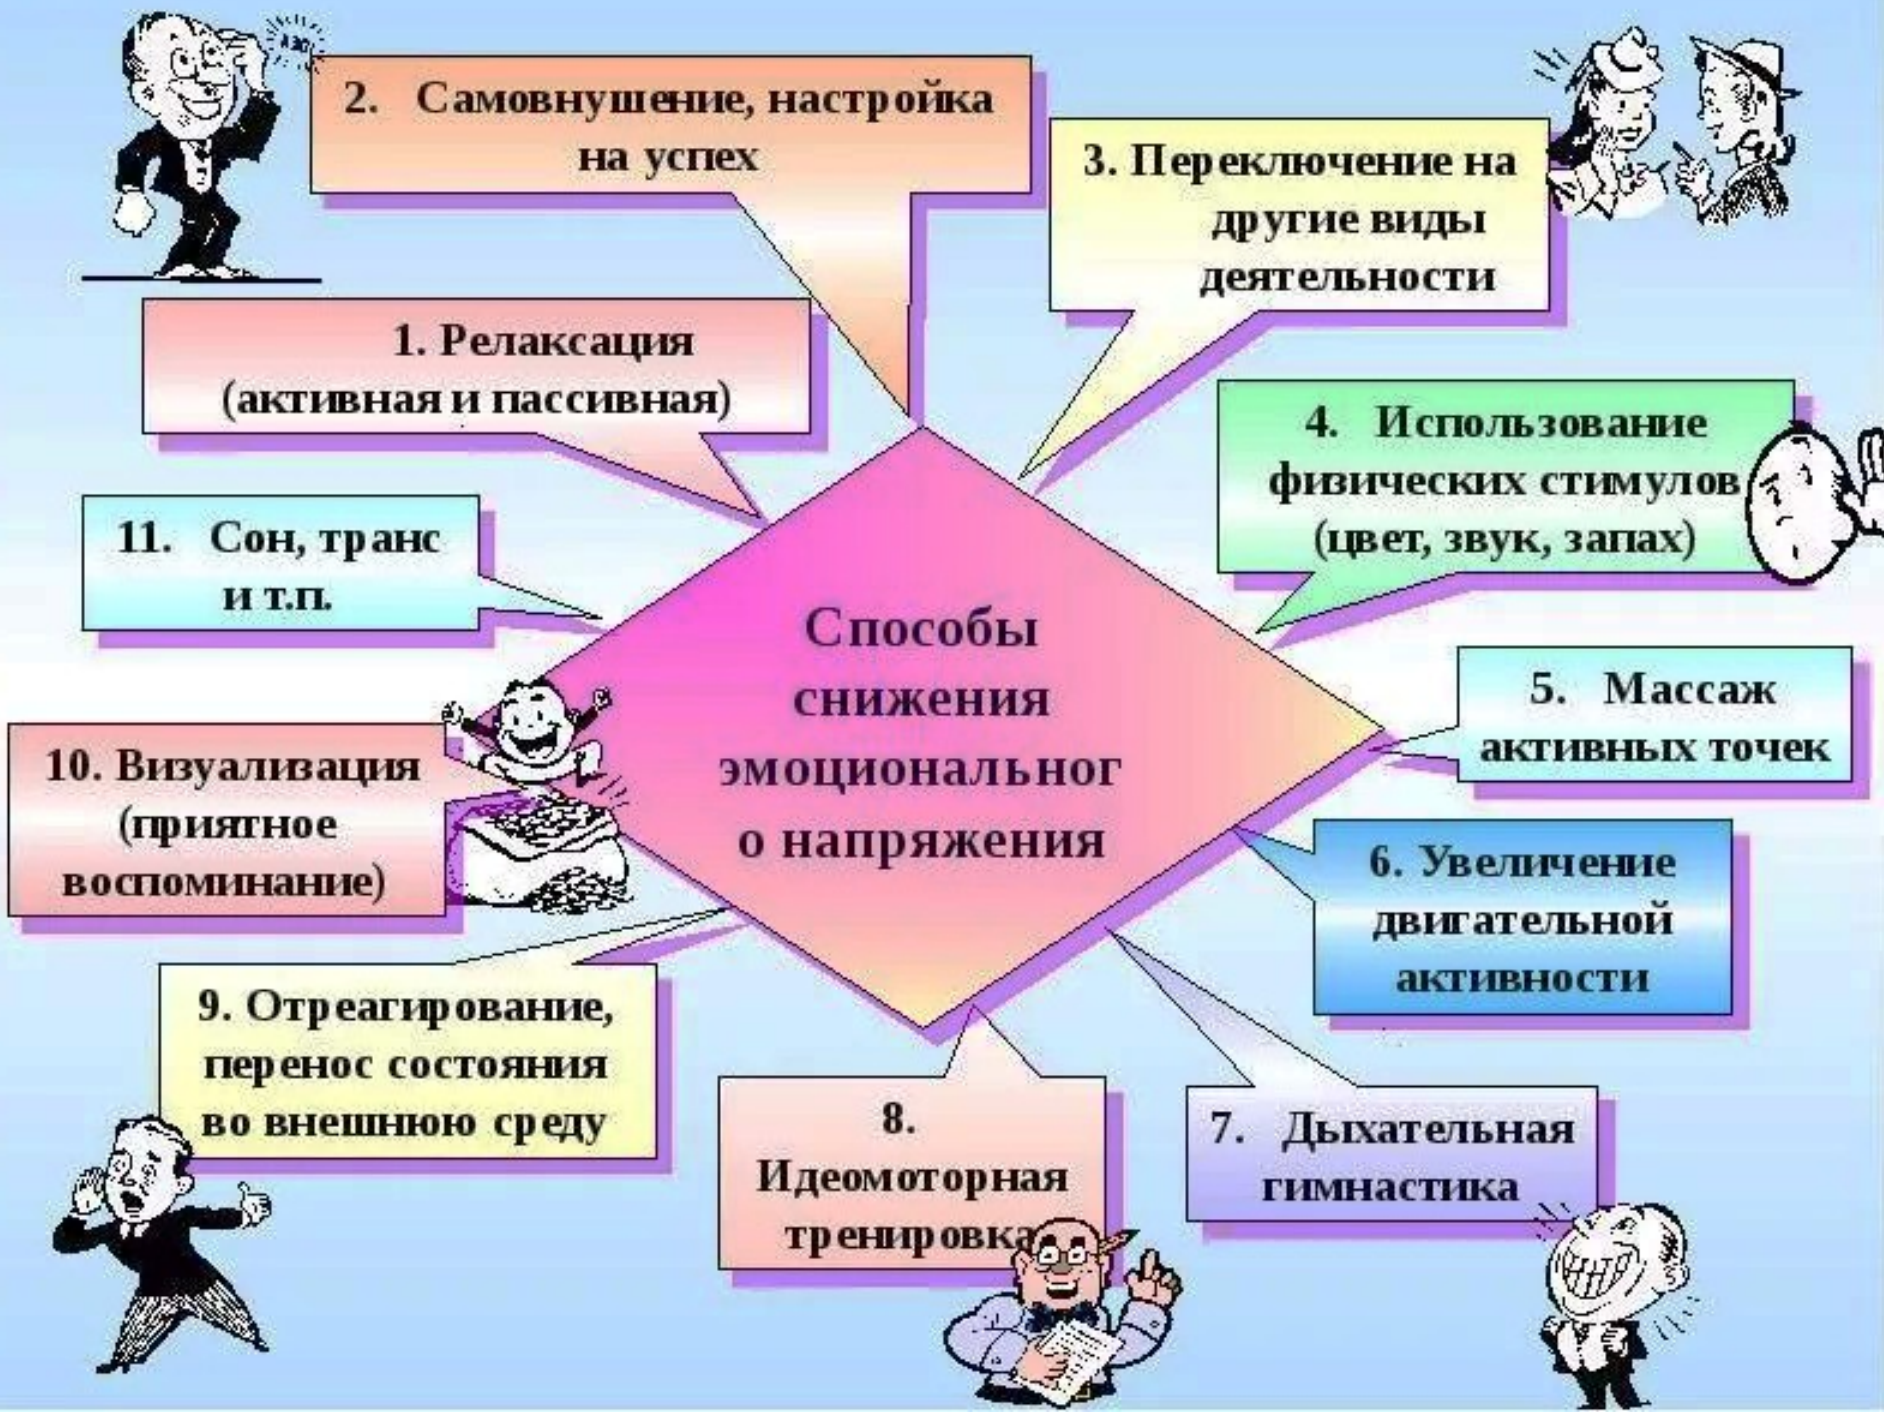 2. Самовнушение, настройка
на успех
3. Переключение на
другие виды
деятельности
1. Релаксация
(активная и пассивная)
4. Использование
физических стимулов
(цвет, звук, запах)
11. Сон, транс
и т.п.
Способы
снижения
эмоциональног
о напряжения
5. Массаж
активных точек
10. Визуализация
(приятное
воспоминание)
6. Увеличение
двигательной
активности
9. Отреагирование,
перенос состояния
во внешнюю среду
8.
Идеомоторная
тренировка
7. Дыхательная
гимнастика